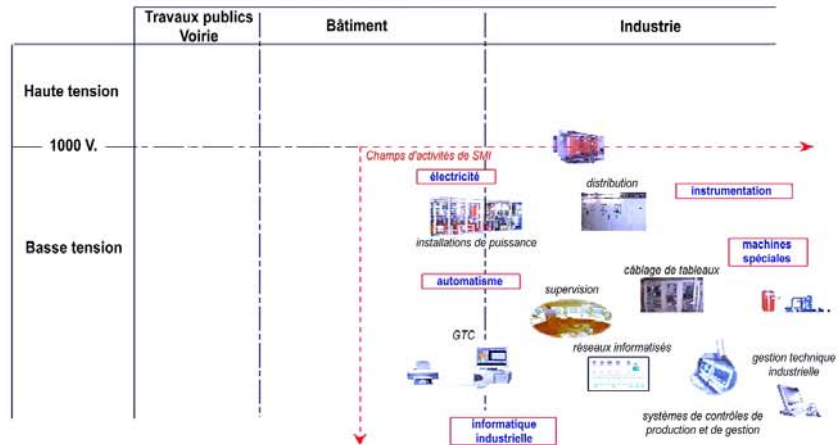 Travaux publics
Voirie
Bâtiment
Industrie
Haute tension
1000 V.
Champs d'activités de SMI
électricité
distribution
instrumentation
Basse tension
installations de puissance
machines
spéciales
câblage de tableaux
automatisme
supervision
GTC
réseaux informatisés
gestion technique
industrielle
systèmes de contrôles de
production et de gestion
informatique
industrielle